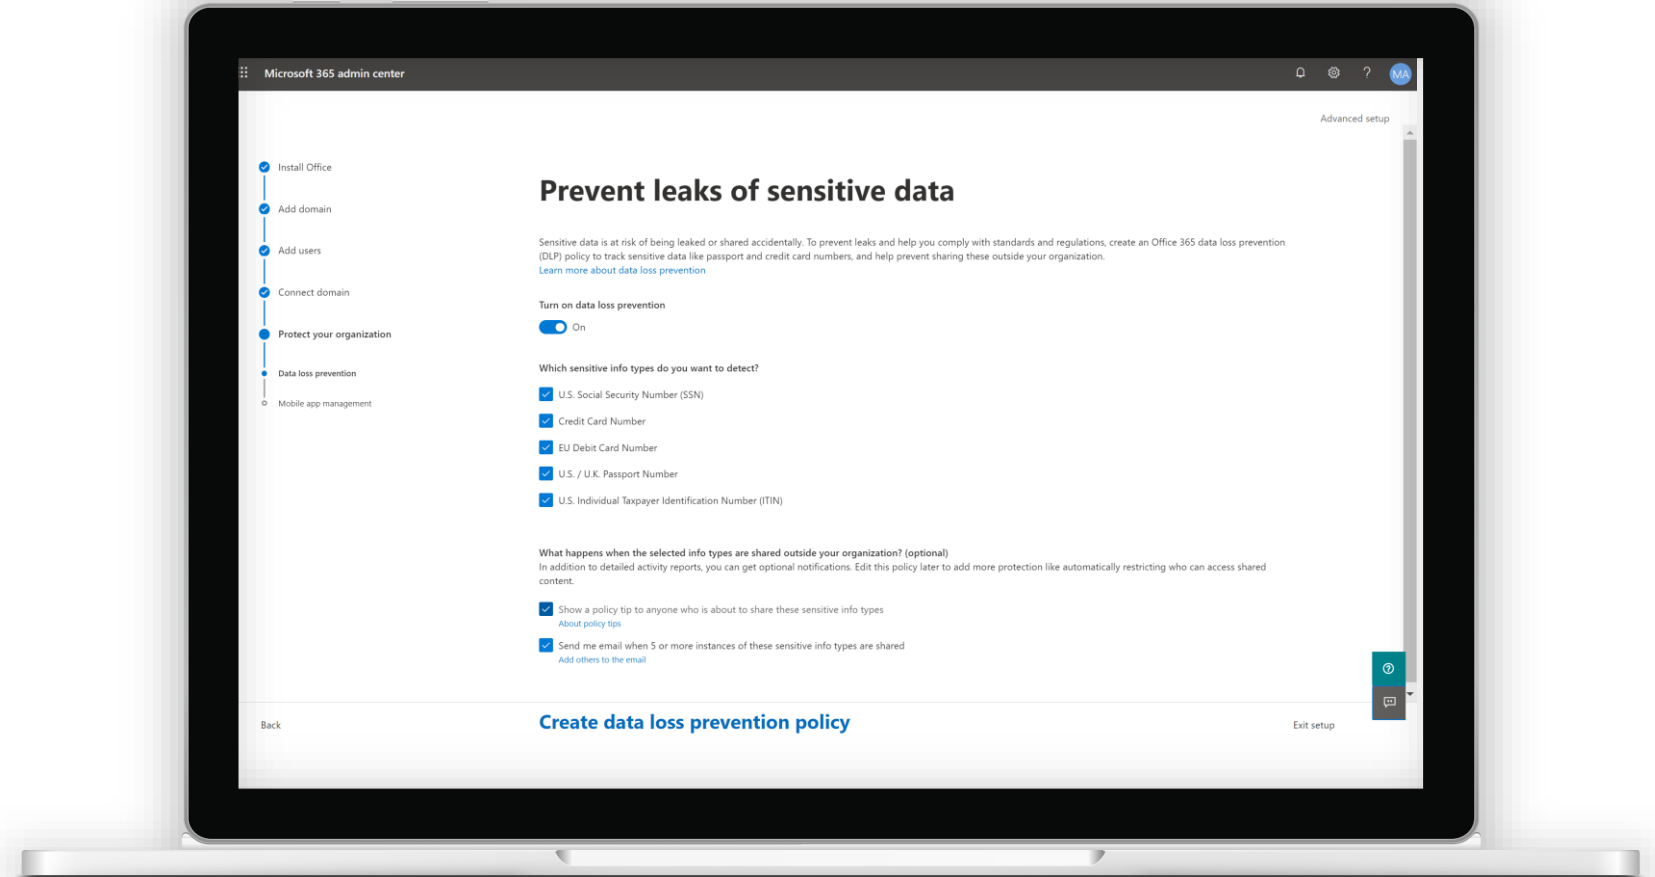 Microsoft 365 admin center
MA
Advanced setup
Install Office
Add domain
Add users
Connect domain
Protect your organization
Data loss prevention
Mobile app management
Prevent leaks of sensitive data
Sensitive data is at risk of being leaked or shared accidentally. To prevent leaks and help you comply with standards and regulations, create an Office 365 data loss prevention
(DLP) policy to track sensitive data like passport and credit card numbers, and help prevent sharing these outside your organization.
Learn more about data loss prevention
Turn on data loss prevention
On
Which sensitive info types do you want to detect?
U.S. Social Security Number (SSN)
Credit Card Number
EU Debit Card Number
U.S. / U.K. Passport Number
U.S. Individual Taxpayer Identification Number (ITIN)
What happens when the selected info types are shared outside your organization? (optional)
In addition to detailed activity reports, you can get optional notifications. Edit this policy later to add more protection like automatically restricting who can access shared
content.
Show a policy tip to anyone who is about to share these sensitive info types
About policy tips
Send me email when 5 or more instances of these sensitive info types are shared
Add others to the email
Back
Create data loss prevention policy
Exit setup